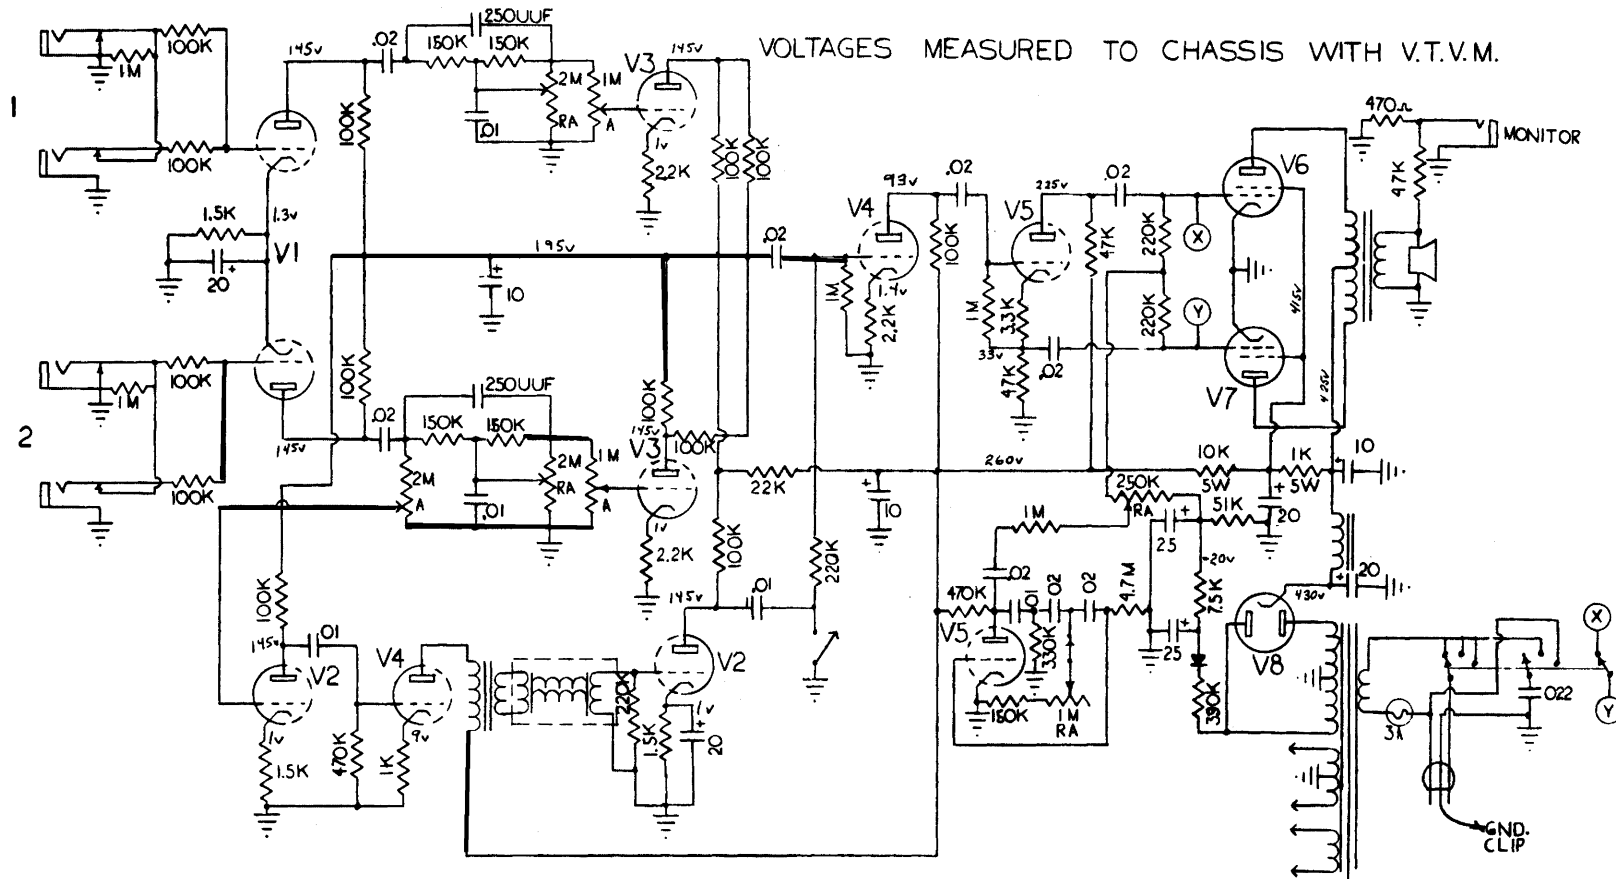 VOLTAGES MEASURED TO CHASSIS WITH V.T.V.M.
250UUF
100K
145v
.02
150K
150K
V3
145v
1M
2M
1M
470Ω
MONITOR
1
100K
.01
RA
A
1v
2.2K
100K
100K
47K
100K
93v
.02
225v
.02
V6
V4
V5
1.5K
1.3v
V1
20
+
195v
+
10
.02
1M
1.4v
2.2K
100K
1M
3.3K
33v
47K
.02
47K
220K
X
220K
Y
415v
425v
V7
100K
1M
2
100K
145v
100K
.02
250UUF
150K
150K
2M
A
.01
2M
RA
1M
A
100K
145v
V3
100K
1v
2.2K
22K
260v
+
10
10K
5W
1K
5W
10
250K
RA
51K
+
20
1M
+
25
-20v
20
430v
100K
100K
145v
.01
220K
470K
.02
.01
.02
.02
4.7M
7.5K
V5
330K
+
25
V8
150K
1M
RA
390K
145v
.01
V2
V4
V2
1v
9v
220K
1v
1.5K
470K
1K
1.5K
+
20
X
.022
Y
3A
GND.
CLIP